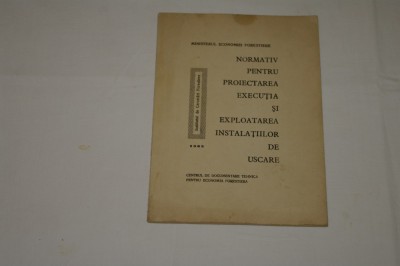 MINISTERUL ECONOMIEI FORESTIERE
NORMATIV
PENTRU
PROIECTAREA
EXECUȚIA
ȘI
EXPLOATAREA
INSTALAȚIILOR
DE
USCARE
CENTRUL DE DOCUMENTARE TEHNICĂ
PENTRU ECONOMIA FORESTIERĂ